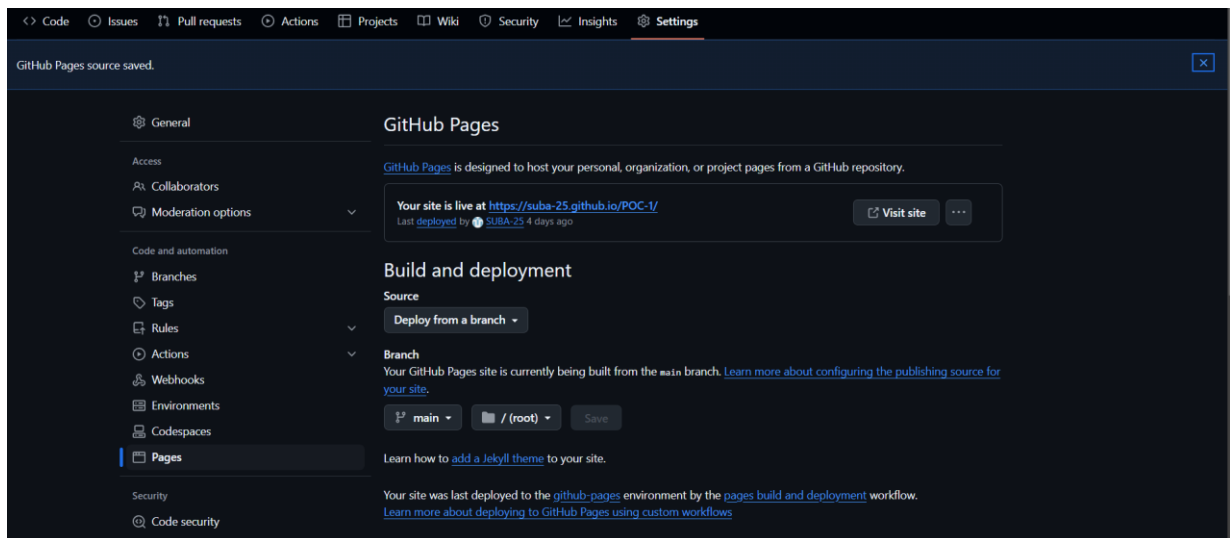 Code Issues Pull requests Actions Projects Wiki Security Insights Settings
GitHub Pages source saved.
General
Access
Collaborators
Moderation options
Code and automation
Branches
Tags
Rules
Actions
Webhooks
Environments
Codespaces
Pages
Security
Code security
GitHub Pages
GitHub Pages is designed to host your personal, organization, or project pages from a GitHub repository.
Your site is live at https://suba-25.github.io/POC-1/
Last deployed by SUBA-25 4 days ago
Visit site
Build and deployment
Source
Deploy from a branch
Branch
Your GitHub Pages site is currently being built from the main branch. Learn more about configuring the publishing source for
your site.
main / (root) Save
Learn how to add a Jekyll theme to your site.
Your site was last deployed to the github-pages environment by the pages build and deployment workflow.
Learn more about deploying to GitHub Pages using custom workflows